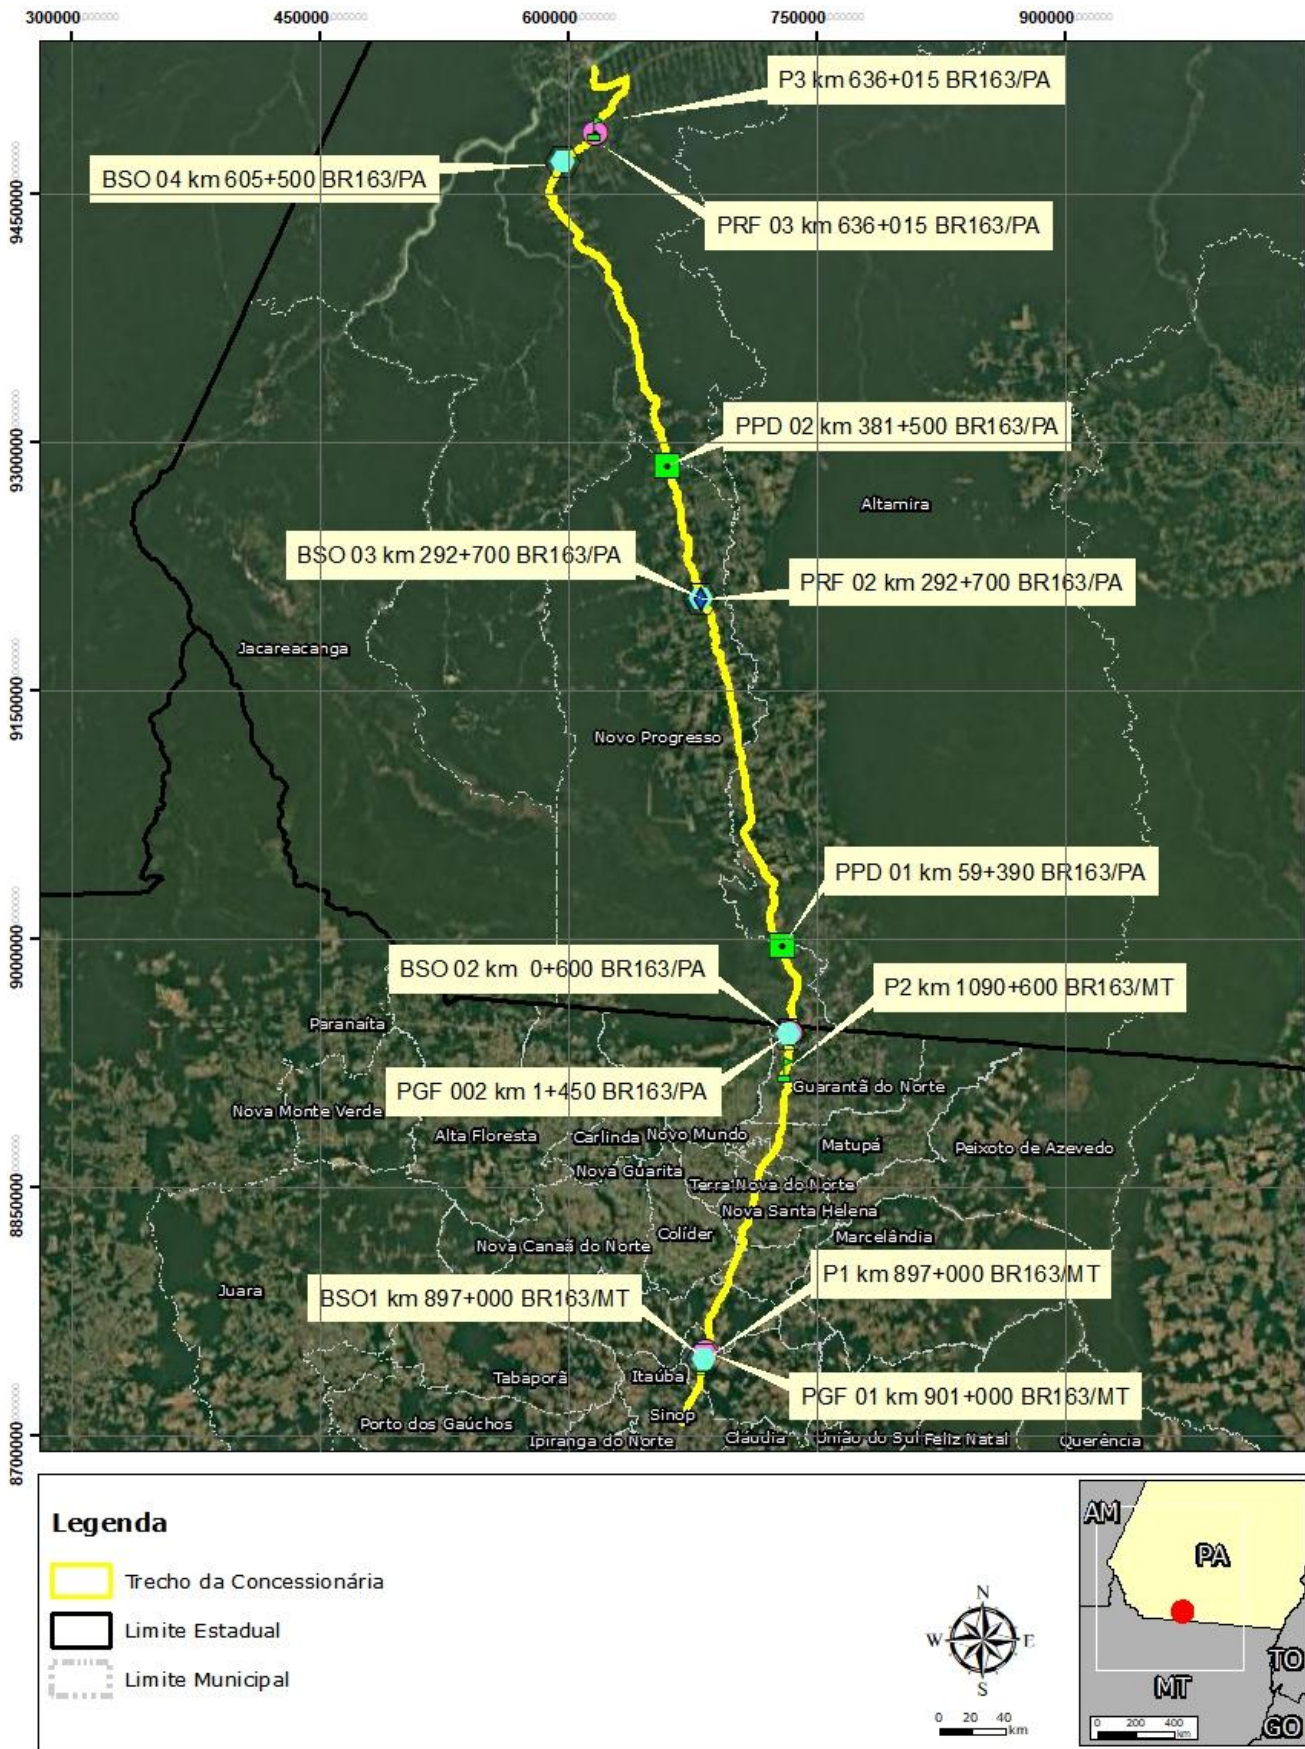 300000 450000 600000 750000 900000
P3 km 636+015 BR163/PA
BSO 04 km 605+500 BR163/PA
9450000
PRF 03 km 636+015 BR163/PA
PPD 02 km 381+500 BR163/PA
9300000
Altamira
BSO 03 km 292+700 BR163/PA
PRF 02 km 292+700 BR163/PA
Jacareacanga
9150000
Novo Progresso
PPD 01 km 59+390 BR163/PA
9000000
BSO 02 km 0+600 BR163/PA
P2 km 1090+600 BR163/MT
Paranaíta
PGF 002 km 1+450 BR163/PA
Guarantã do Norte
Nova Monte Verde
Alta Floresta
Carlinda
Novo Mundo
Matupá
Peixoto de Azevedo
Nova Guarita
Terra Nova do Norte
8850000
Nova Santa Helena
Colíder
Marcelândia
Nova Canaã do Norte
P1 km 897+000 BR163/MT
Juara
BSO1 km 897+000 BR163/MT
Tabaporã
Itaúba
PGF 01 km 901+000 BR163/MT
Sinop
Porto dos Gaúchos
8700000
Ipiranga do Norte
Cláudia
União do Sul
Feliz Natal
Querência
Legenda
Trecho da Concessionária
Limite Estadual
Limite Municipal
N
W E
S
0 20 40
km
AM
PA
TO
MT
GO
0 200 400
km